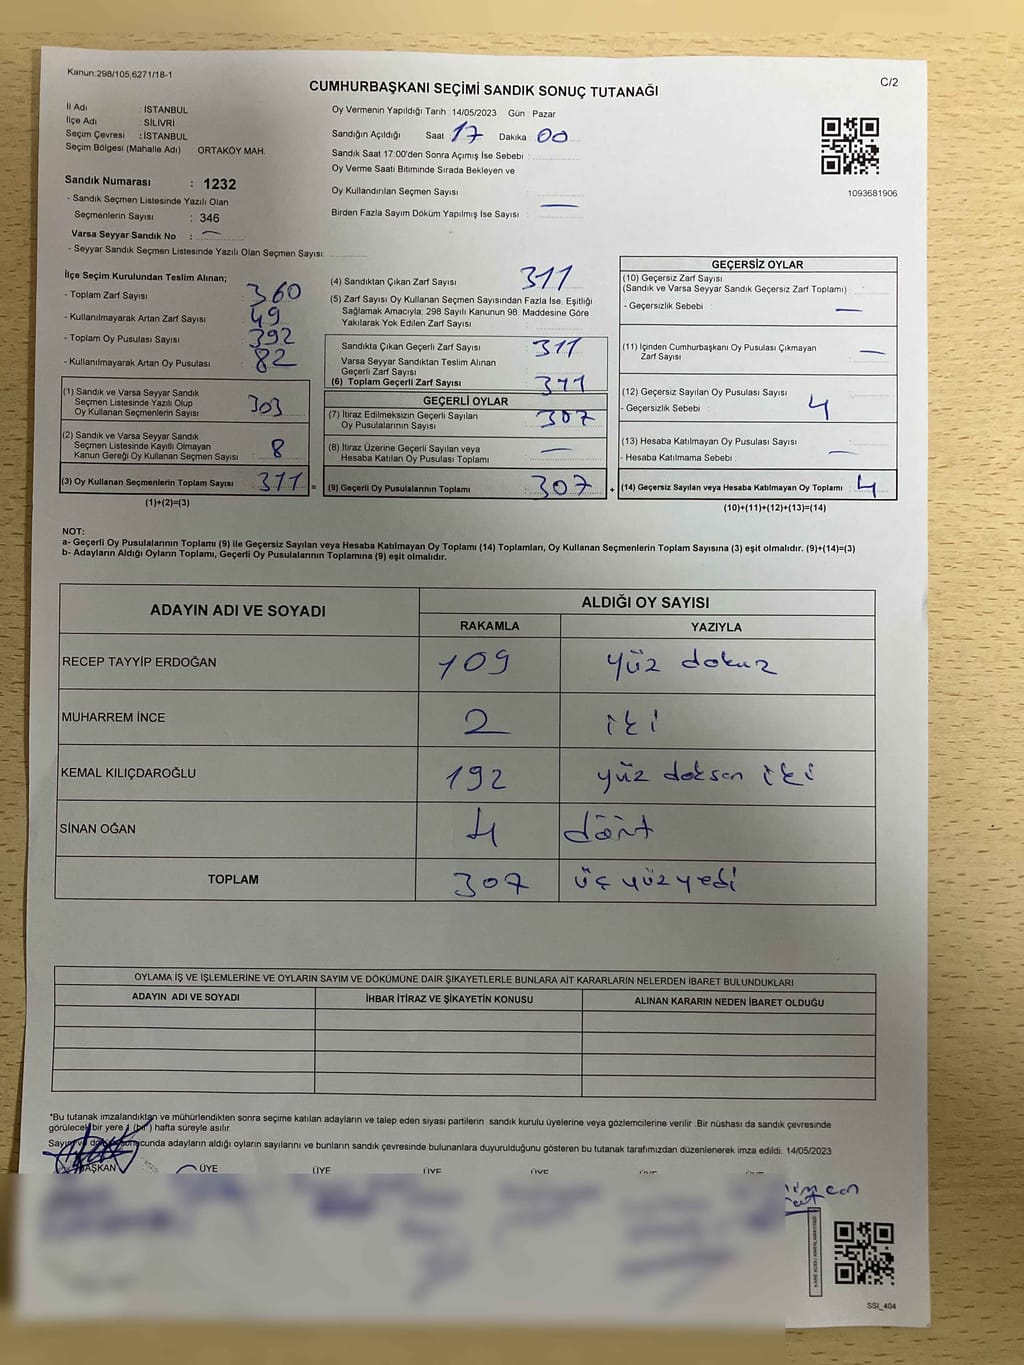 Kanun:298/105,6271/18-1
C/2
CUMHURBAŞKANI SEÇİMİ SANDIK SONUÇ TUTANAĞI
İl Adı : İSTANBUL
İlçe Adı : SİLİVRİ
Seçim Çevresi : İSTANBUL
Seçim Bölgesi (Mahalle Adı) : ORTAKÖY MAH.
Sandık Numarası : 1232
- Sandık Seçmen Listesinde Yazılı Olan
Seçmenlerin Sayısı : 346
Varsa Seyyar Sandık No : —
- Seyyar Sandık Seçmen Listesinde Yazılı Olan Seçmen Sayısı:
Oy Vermenin Yapıldığı Tarih : 14/05/2023 Gün : Pazar
Sandığın Açıldığı Saat 17 Dakika : 00
Sandık Saat 17:00'den Sonra Açımış İse Sebebi :
Oy Verme Saati Bitiminde Sırada Bekleyen ve
Oy Kullandırılan Seçmen Sayısı : —
Birden Fazla Sayım Döküm Yapılmış İse Sayısı :
1093681906
İlçe Seçim Kurulundan Teslim Alınan;
- Toplam Zarf Sayısı : 360
- Kullanılmayarak Artan Zarf Sayısı : 49
- Toplam Oy Pusulası Sayısı : 392
- Kullanılmayarak Artan Oy Pusulası : 82
(1) Sandık ve Varsa Seyyar Sandık
Seçmen Listesinde Yazılı Olup
Oy Kullanan Seçmenlerin Sayısı : 303
(2) Sandık ve Varsa Seyyar Sandık
Seçmen Listesinde Kayıtlı Olmayan
Kanun Gereği Oy Kullanan Seçmen Sayısı : 8
(3) Oy Kullanan Seçmenlerin Toplam Sayısı : 311 =
(1)+(2)=(3)
(4) Sandıktan Çıkan Zarf Sayısı : 311
(5) Zarf Sayısı Oy Kullanan Seçmen Sayısından Fazla İse, Eşitliği
Sağlamak Amacıyla; 298 Sayılı Kanunun 98. Maddesine Göre
Yakılarak Yok Edilen Zarf Sayısı :
Sandıkta Çıkan Geçerli Zarf Sayısı : 311
Varsa Seyyar Sandıktan Teslim Alınan
Geçerli Zarf Sayısı :
(6) Toplam Geçerli Zarf Sayısı : 311
GEÇERLİ OYLAR
(7) İtiraz Edilmeksizin Geçerli Sayılan
Oy Pusulalarının Sayısı : 307
(8) İtiraz Üzerine Geçerli Sayılan veya
Hesaba Katılan Oy Pusulası Toplamı : —
(9) Geçerli Oy Pusulalarının Toplamı : 307 +
GEÇERSİZ OYLAR
(10) Geçersiz Zarf Sayısı
(Sandık ve Varsa Seyyar Sandık Geçersiz Zarf Toplamı) :
- Geçersizlik Sebebi : —
(11) İçinden Cumhurbaşkanı Oy Pusulası Çıkmayan
Zarf Sayısı : —
(12) Geçersiz Sayılan Oy Pusulası Sayısı :
- Geçersizlik Sebebi : 4
(13) Hesaba Katılmayan Oy Pusulası Sayısı :
- Hesaba Katılmama Sebebi : —
(14) Geçersiz Sayılan veya Hesaba Katılmayan Oy Toplamı : 4
(10)+(11)+(12)+(13)=(14)
NOT:
a- Geçerli Oy Pusulalarının Toplamı (9) ile Geçersiz Sayılan veya Hesaba Katılmayan Oy Toplamı (14) Toplamları, Oy Kullanan Seçmenlerin Toplam Sayısına (3) eşit olmalıdır. (9)+(14)=(3)
b- Adayların Aldığı Oyların Toplamı, Geçerli Oy Pusulalarının Toplamına (9) eşit olmalıdır.
ADAYIN ADI VE SOYADI
ALDIĞI OY SAYISI
RAKAMLA YAZIYLA
RECEP TAYYİP ERDOĞAN 109 yüz dokuz
MUHARREM İNCE 2 iki
KEMAL KILIÇDAROĞLU 192 yüz doksan iki
SİNAN OĞAN 4 dört
TOPLAM 307 üç yüz yedi
OYLAMA İŞ VE İŞLEMLERİNE VE OYLARIN SAYIM VE DÖKÜMÜNE DAİR ŞİKAYETLERLE BUNLARA AİT KARARLARIN NELERDEN İBARET BULUNDUKLARI
ADAYIN ADI VE SOYADI İHBAR İTİRAZ VE ŞİKAYETİN KONUSU ALINAN KARARIN NEDEN İBARET OLDUĞU
*Bu tutanak imzalandıktan ve mühürlendikten sonra seçime katılan adayların ve talep eden siyasi partilerin sandık kurulu üyelerine veya gözlemcilerine verilir .Bir nüshası da sandık çevresinde
görülecek bir yere 1 (bir) hafta süreyle asılır.
Sayım ve döküm sonucunda adayların aldığı oyların sayılarını ve bunların sandık çevresinde bulunanlara duyurulduğunu gösteren bu tutanak tarafımızdan düzenlenerek imza edildi. 14/05/2023
BAŞKAN ÜYE ÜYE ÜYE ÜYE ÜYE
SSI_404